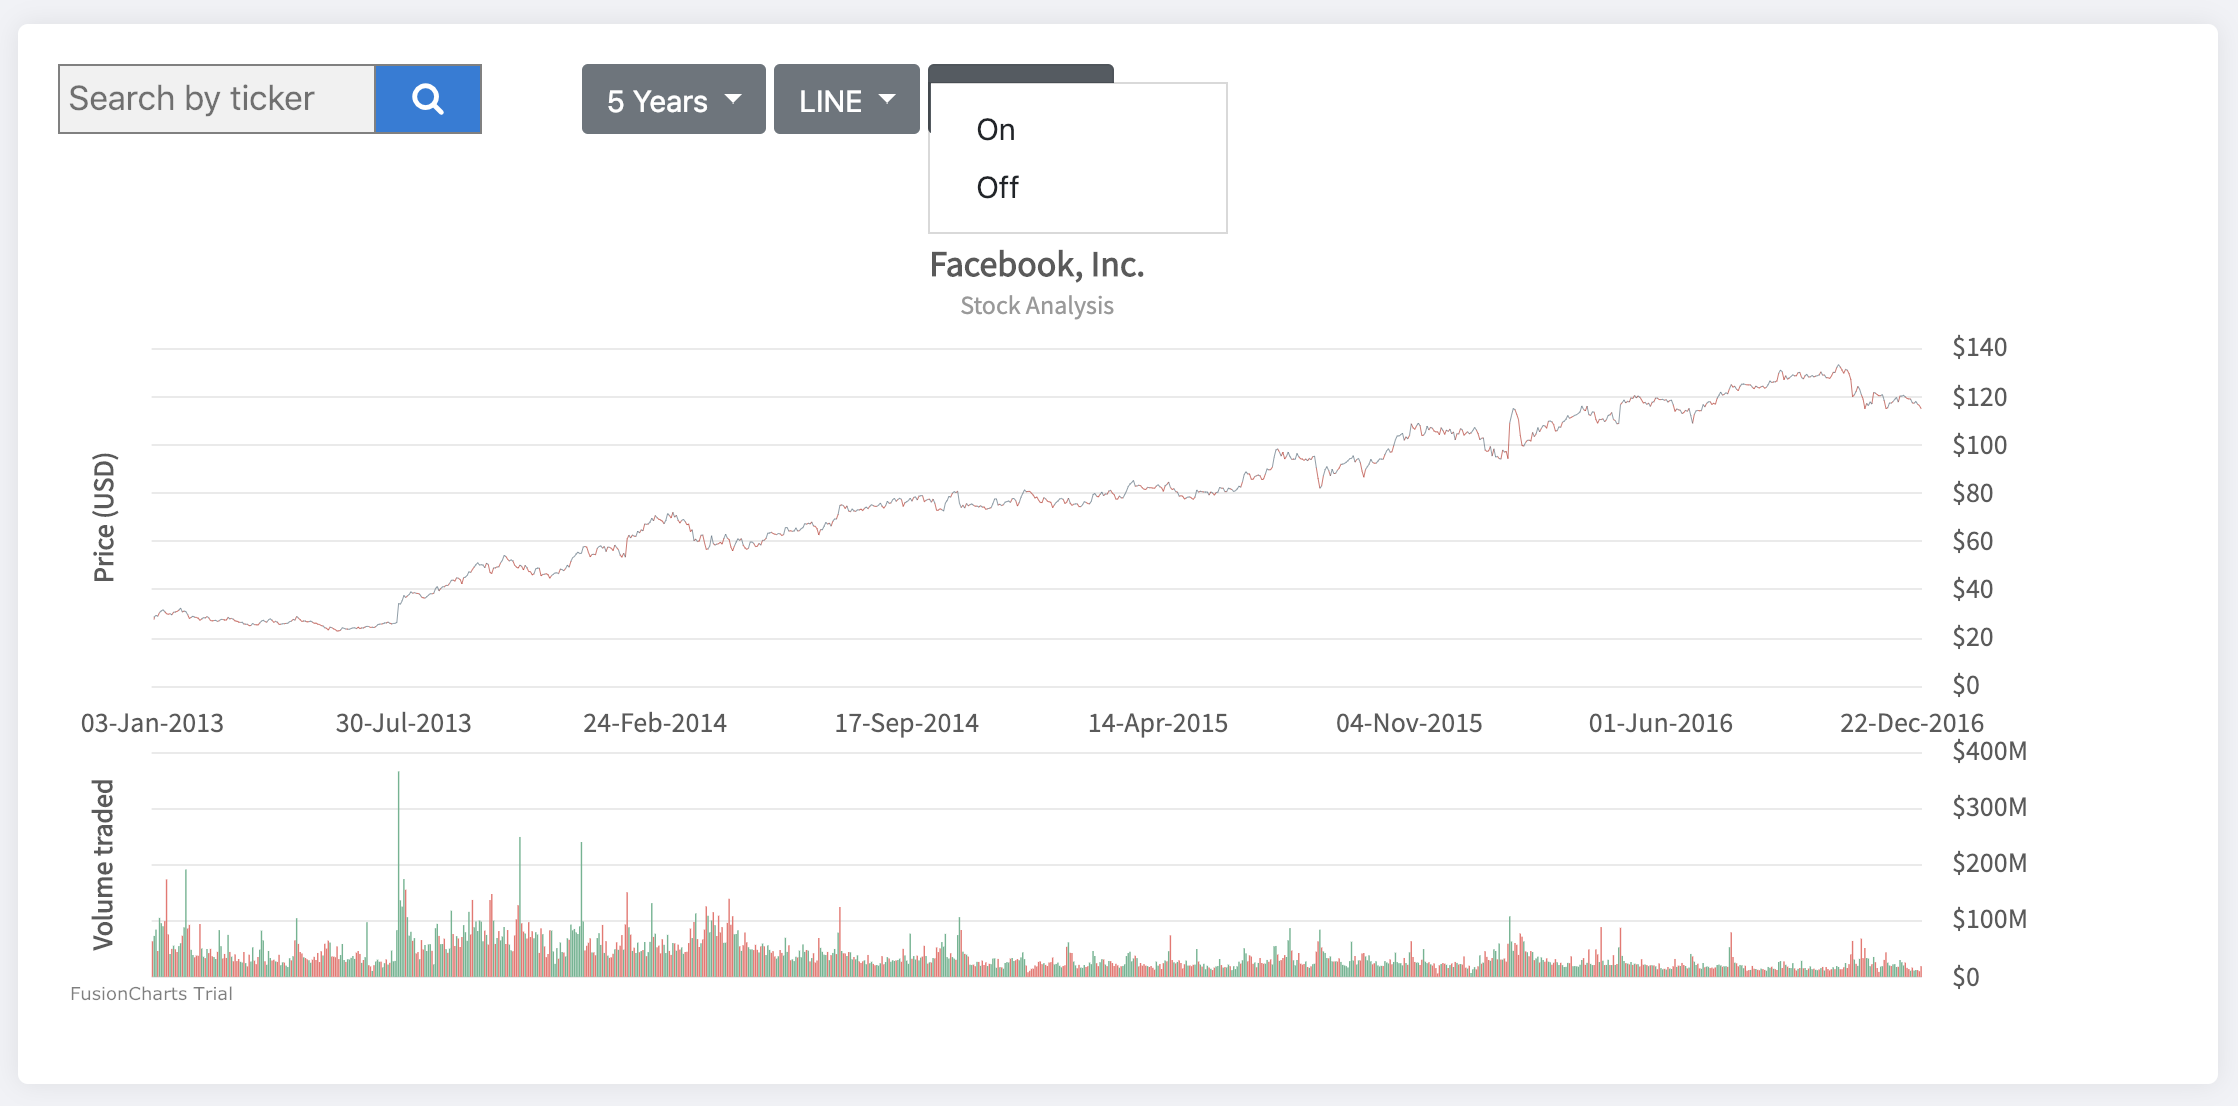 Search by ticker
5 Years
LINE
On
Off
Facebook, Inc.
Stock Analysis
Price (USD)
$140
$120
$100
$80
$60
$40
$20
$0
03-Jan-2013 30-Jul-2013 24-Feb-2014 17-Sep-2014 14-Apr-2015 04-Nov-2015 01-Jun-2016 22-Dec-2016
Volume traded
$400M
$300M
$200M
$100M
$0
FusionCharts Trial